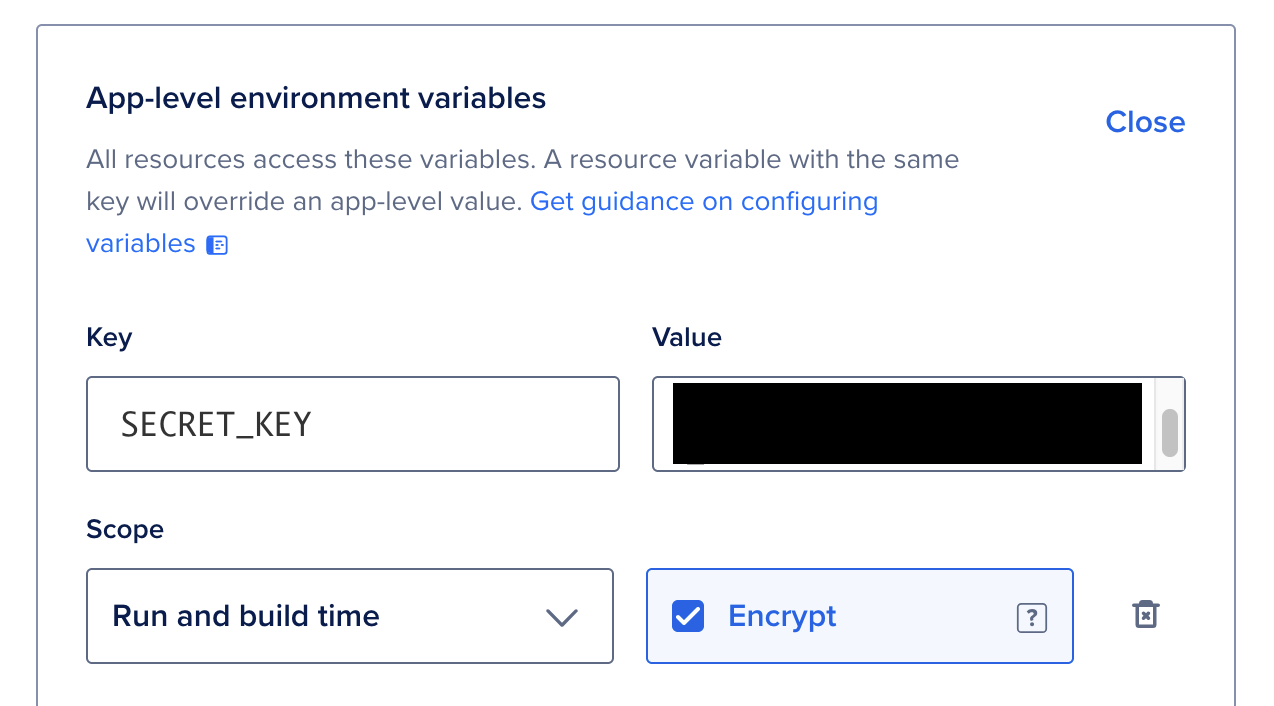 App-level environment variables
Close
All resources access these variables. A resource variable with the same
key will override an app-level value. Get guidance on configuring
variables
Key
Value
SECRET_KEY
Scope
Run and build time
Encrypt
?